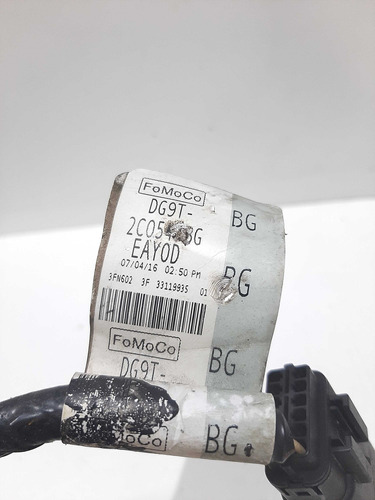 FoMoCo
DG9T-
BG
EAYOD
07/04/16 02:50 PM
BG
3FN602 3F 33119935 01
FoMoCo
DG9T-
BG
BG